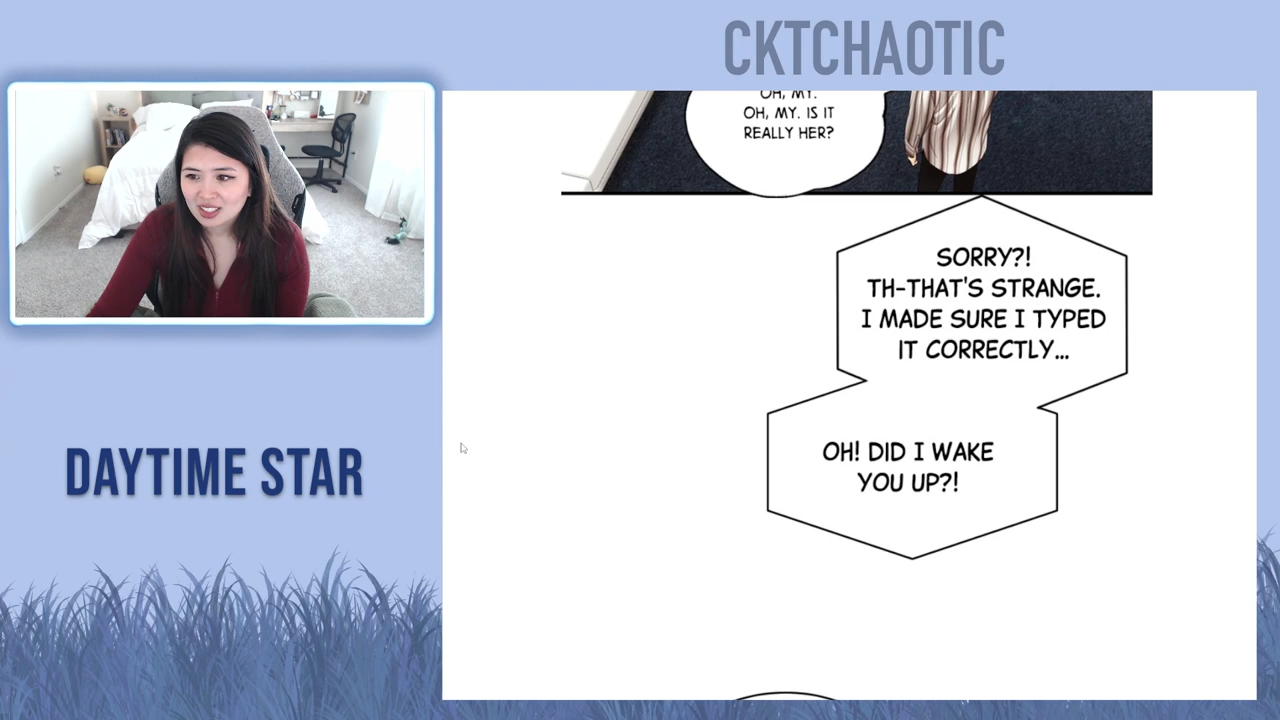 CKTCHAOTIC
OH, MY.
OH, MY. IS IT
REALLY HER?
SORRY?!
TH-THAT'S STRANGE.
I MADE SURE I TYPED
IT CORRECTLY...
OH! DID I WAKE
YOU UP?!
DAYTIME STAR